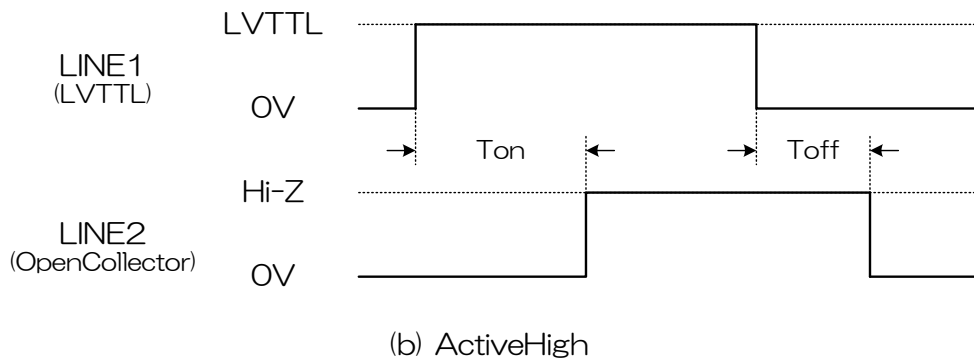 LVTTL
LINE1
(LVTTL)
0V
Ton
Toff
Hi-Z
LINE2
(OpenCollector)
0V
(b) ActiveHigh